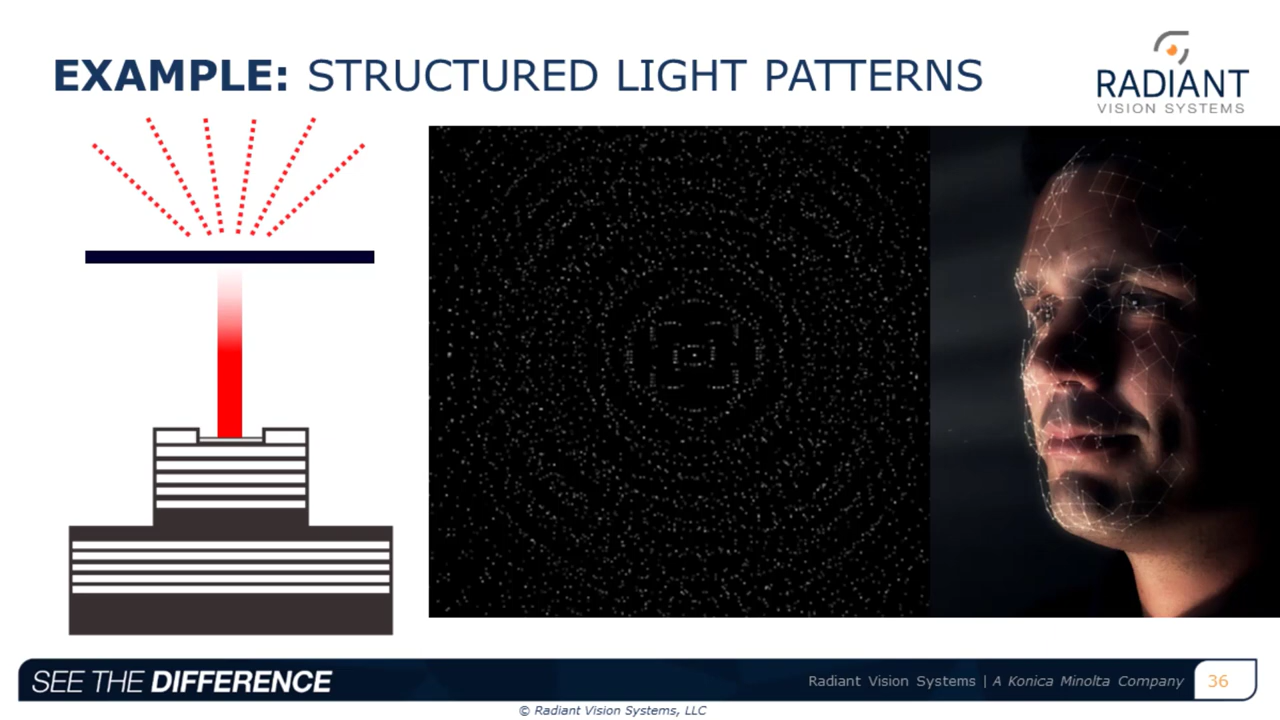 EXAMPLE: STRUCTURED LIGHT PATTERNS
RADIANT
VISION SYSTEMS
SEE THE DIFFERENCE
Radiant Vision Systems | A Konica Minolta Company
36
© Radiant Vision Systems, LLC